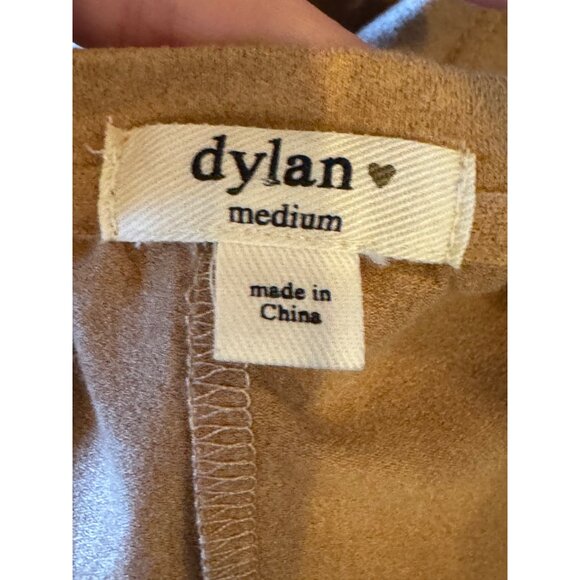 dylan ♥
medium
made in
China